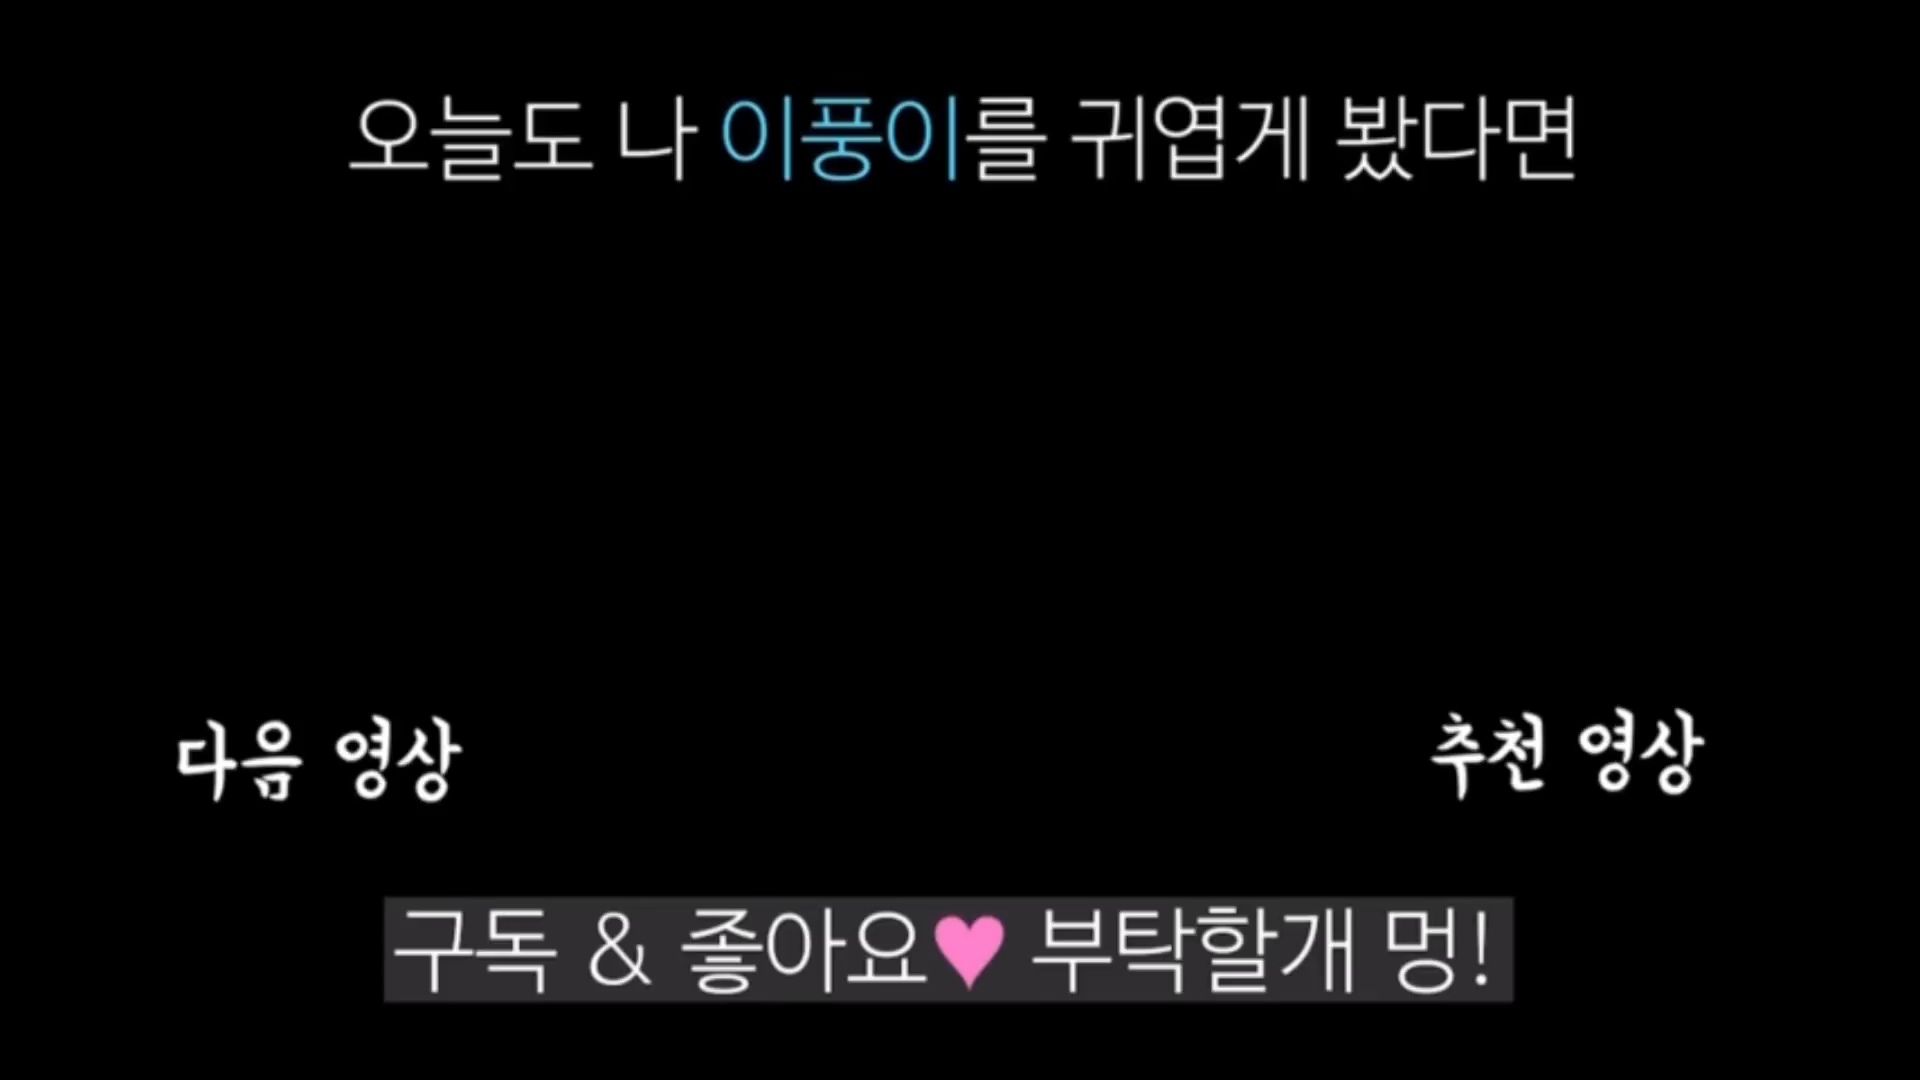 오늘도 나 이풍이를 귀엽게 봤다면
다음 영상
추천 영상
구독 & 좋아요♥ 부탁할개 멍!